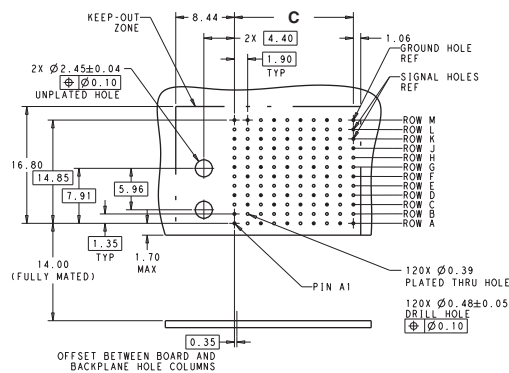 KEEP-OUT
ZONE
8.44
C
2X 4.40
1.06
1.90
TYP
GROUND HOLE
REF
SIGNAL HOLES
REF
2X Ø2.45±0.04
⌖ Ø0.10
UNPLATED HOLE
ROW M
ROW L
ROW K
ROW J
ROW H
ROW G
ROW F
ROW E
ROW D
ROW C
ROW B
ROW A
16.80
14.85
7.91
5.96
1.35
TYP
1.70
MAX
14.00
(FULLY MATED)
PIN A1
120X Ø0.39
PLATED THRU HOLE
120X Ø0.48±0.05
DRILL HOLE
⌖ Ø0.10
0.35
OFFSET BETWEEN BOARD AND
BACKPLANE HOLE COLUMNS